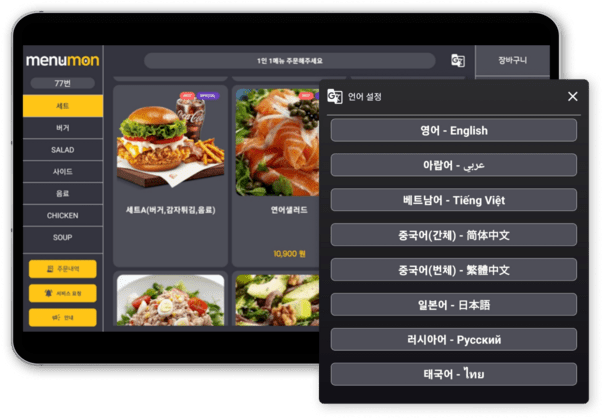 menumon
1인 1메뉴 주문해주세요
장바구니
77번
세트
버거
SALAD
사이드
음료
CHICKEN
SOUP
주문내역
서비스 요청
안내
HOT
SPECIAL
세트A(버거,감자튀김,음료)
HOT
연어샐러드
10,900 원
언어 설정
영어 - English
아랍어 - عربي
베트남어 - Tiếng Việt
중국어(간체) - 简体中文
중국어(번체) - 繁體中文
일본어 - 日本語
러시아어 - Русский
태국어 - ไทย